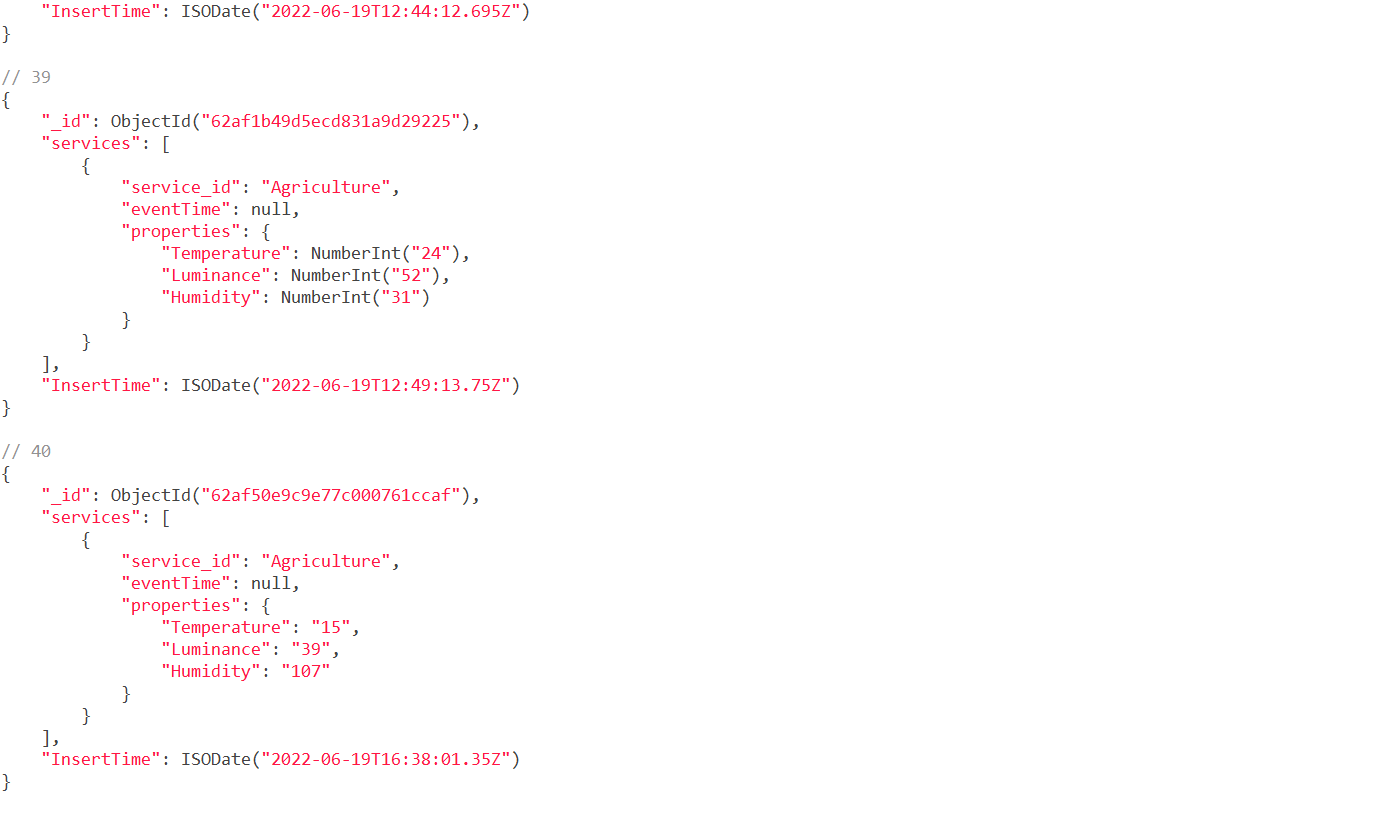 "InsertTime": ISODate("2022-06-19T12:44:12.695Z")
}
// 39
{
    "_id": ObjectId("62af1b49d5ecd831a9d29225"),
    "services": [
        {
            "service_id": "Agriculture",
            "eventTime": null,
            "properties": {
                "Temperature": NumberInt("24"),
                "Luminance": NumberInt("52"),
                "Humidity": NumberInt("31")
            }
        }
    ],
    "InsertTime": ISODate("2022-06-19T12:49:13.75Z")
}
// 40
{
    "_id": ObjectId("62af50e9c9e77c000761ccaf"),
    "services": [
        {
            "service_id": "Agriculture",
            "eventTime": null,
            "properties": {
                "Temperature": "15",
                "Luminance": "39",
                "Humidity": "107"
            }
        }
    ],
    "InsertTime": ISODate("2022-06-19T16:38:01.35Z")
}